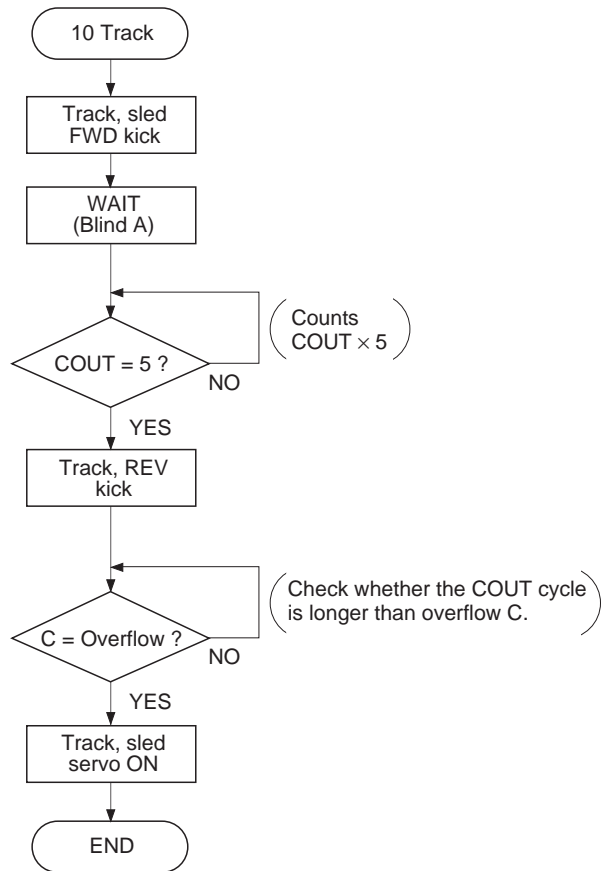 10 Track
Track, sled
FWD kick
WAIT
(Blind A)
Counts
COUT × 5
COUT = 5 ?
NO
YES
Track, REV
kick
Check whether the COUT cycle
is longer than overflow C.
C = Overflow ?
NO
YES
Track, sled
servo ON
END